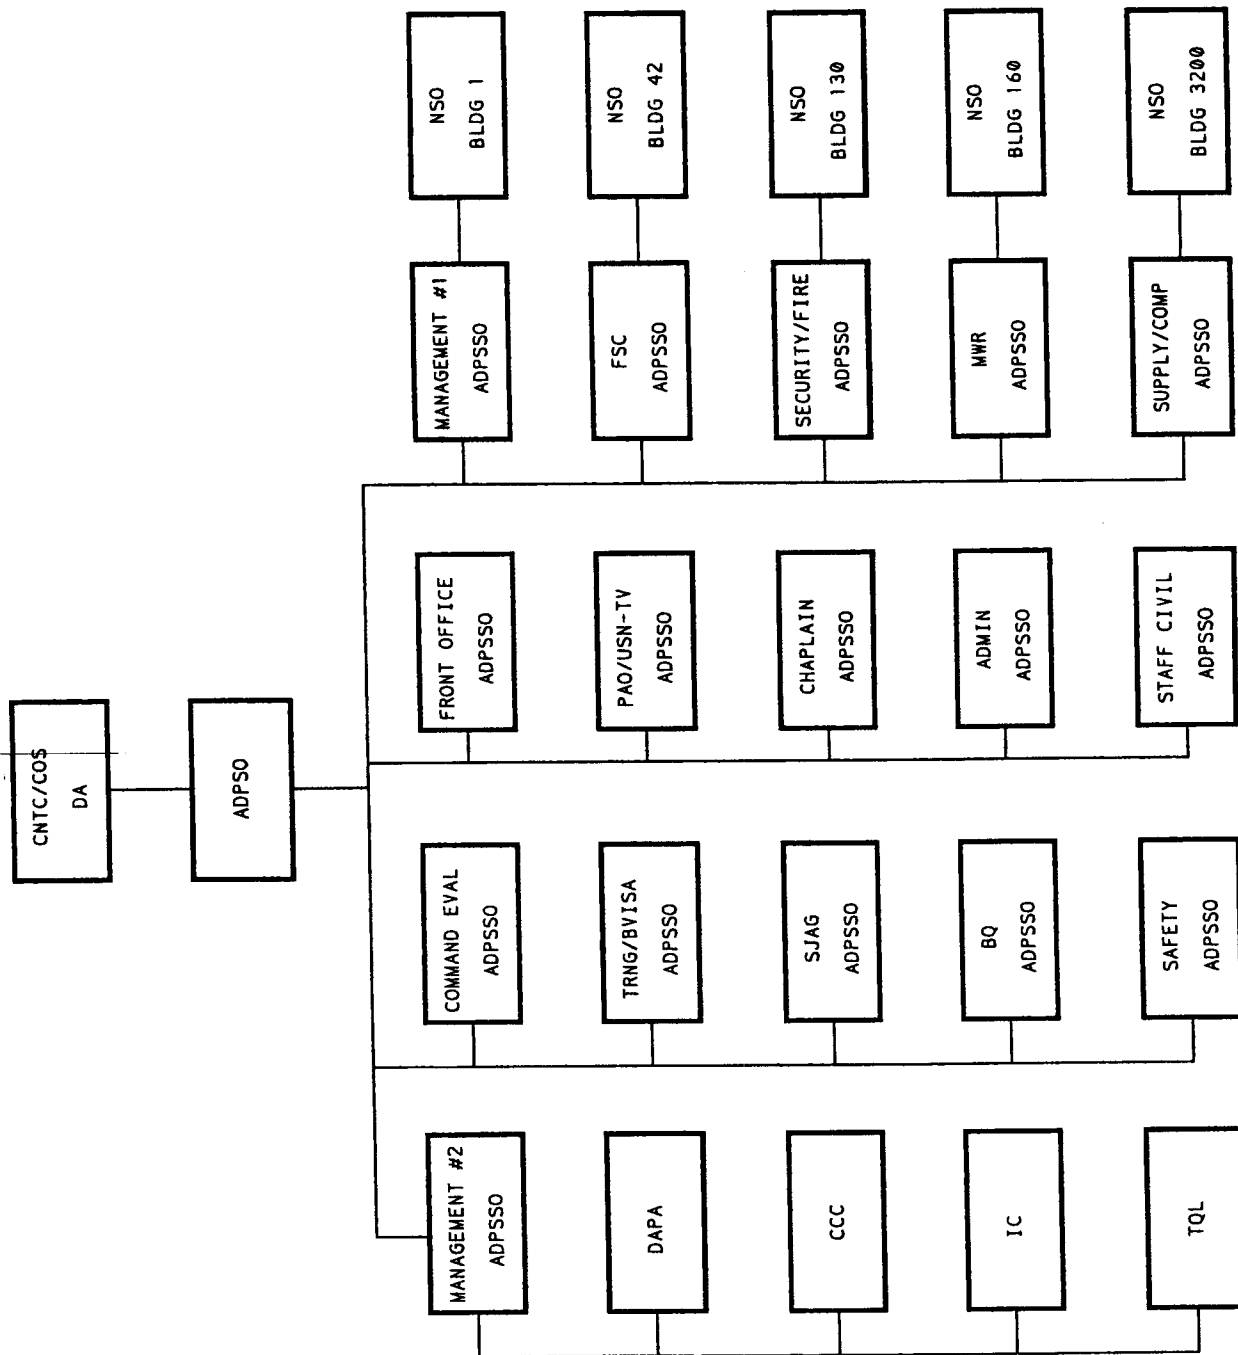 CNTC/COS
DA
ADPSO
MANAGEMENT #2
ADPSSO
COMMAND EVAL
ADPSSO
FRONT OFFICE
ADPSSO
MANAGEMENT #1
ADPSSO
NSO
BLDG 1
DAPA
TRNG/BVISA
ADPSSO
PAO/USN-TV
ADPSSO
FSC
ADPSSO
NSO
BLDG 42
CCC
SJAG
ADPSSO
CHAPLAIN
ADPSSO
SECURITY/FIRE
ADPSSO
NSO
BLDG 130
IC
BQ
ADPSSO
ADMIN
ADPSSO
MWR
ADPSSO
NSO
BLDG 160
TQL
SAFETY
ADPSSO
STAFF CIVIL
ADPSSO
SUPPLY/COMP
ADPSSO
NSO
BLDG 3200